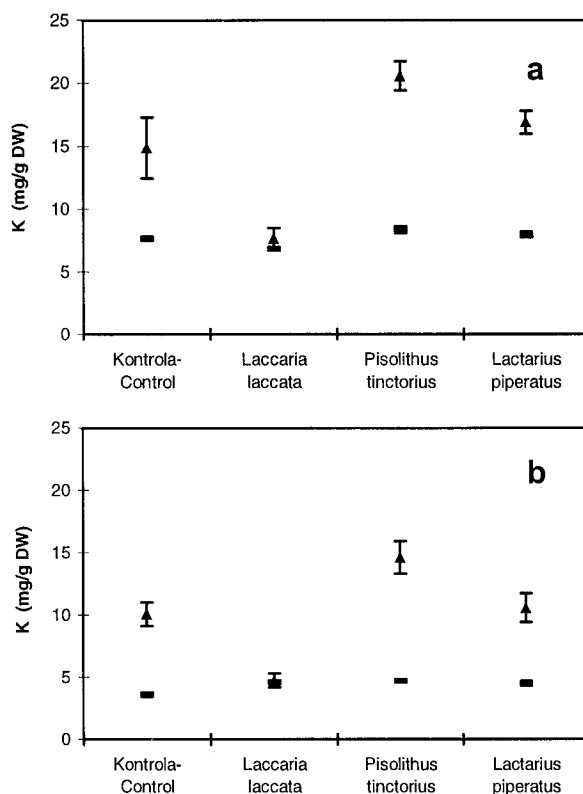 25
a
20
15
10
5
0
K (mg/g DW)
Kontrola- Laccaria Pisolithus Lactarius
Control laccata tinctorius piperatus
25
b
20
15
10
5
0
K (mg/g DW)
Kontrola- Laccaria Pisolithus Lactarius
Control laccata tinctorius piperatus